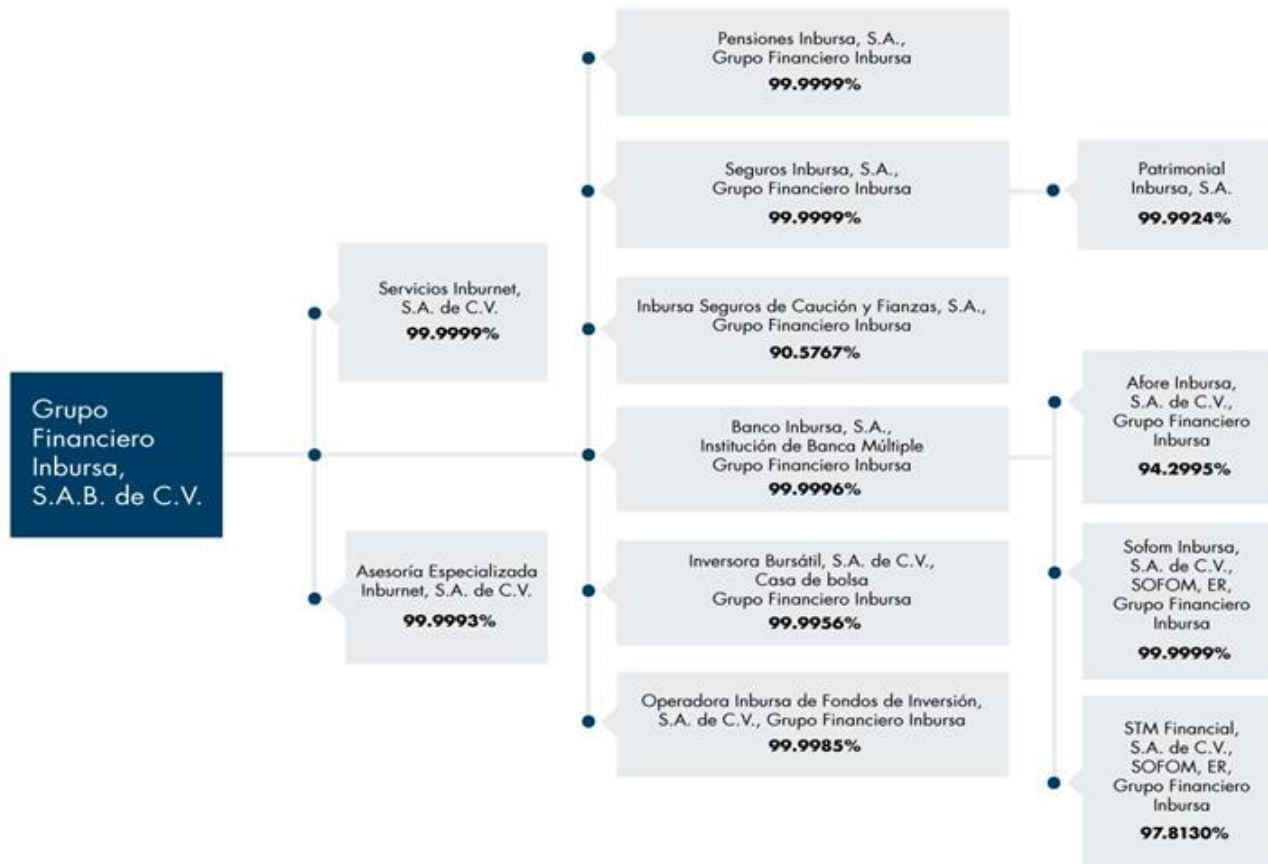 Grupo
Financiero
Inbursa,
S.A.B. de C.V.
Servicios Inburnet,
S.A. de C.V.
99.9999%
Asesoría Especializada
Inburnet, S.A. de C.V.
99.9993%
Pensiones Inbursa, S.A.,
Grupo Financiero Inbursa
99.9999%
Seguros Inbursa, S.A.,
Grupo Financiero Inbursa
99.9999%
Inbursa Seguros de Caución y Fianzas, S.A.,
Grupo Financiero Inbursa
90.5767%
Banco Inbursa, S.A.,
Institución de Banca Múltiple
Grupo Financiero Inbursa
99.9996%
Inversora Bursátil, S.A. de C.V.,
Casa de bolsa
Grupo Financiero Inbursa
99.9956%
Operadora Inbursa de Fondos de Inversión,
S.A. de C.V., Grupo Financiero Inbursa
99.9985%
Patrimonial
Inbursa, S.A.
99.9924%
Afore Inbursa,
S.A. de C.V.,
Grupo Financiero
Inbursa
94.2995%
Sofom Inbursa,
S.A. de C.V.,
SOFOM, ER,
Grupo Financiero
Inbursa
99.9999%
STM Financial,
S.A. de C.V.,
SOFOM, ER,
Grupo Financiero
Inbursa
97.8130%